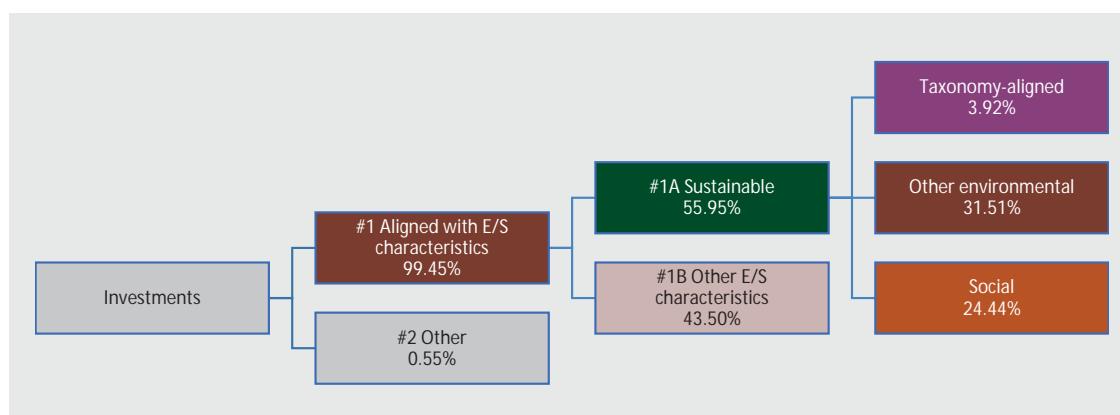 Investments
#1 Aligned with E/S
characteristics
99.45%
#2 Other
0.55%
#1A Sustainable
55.95%
#1B Other E/S
characteristics
43.50%
Taxonomy-aligned
3.92%
Other environmental
31.51%
Social
24.44%